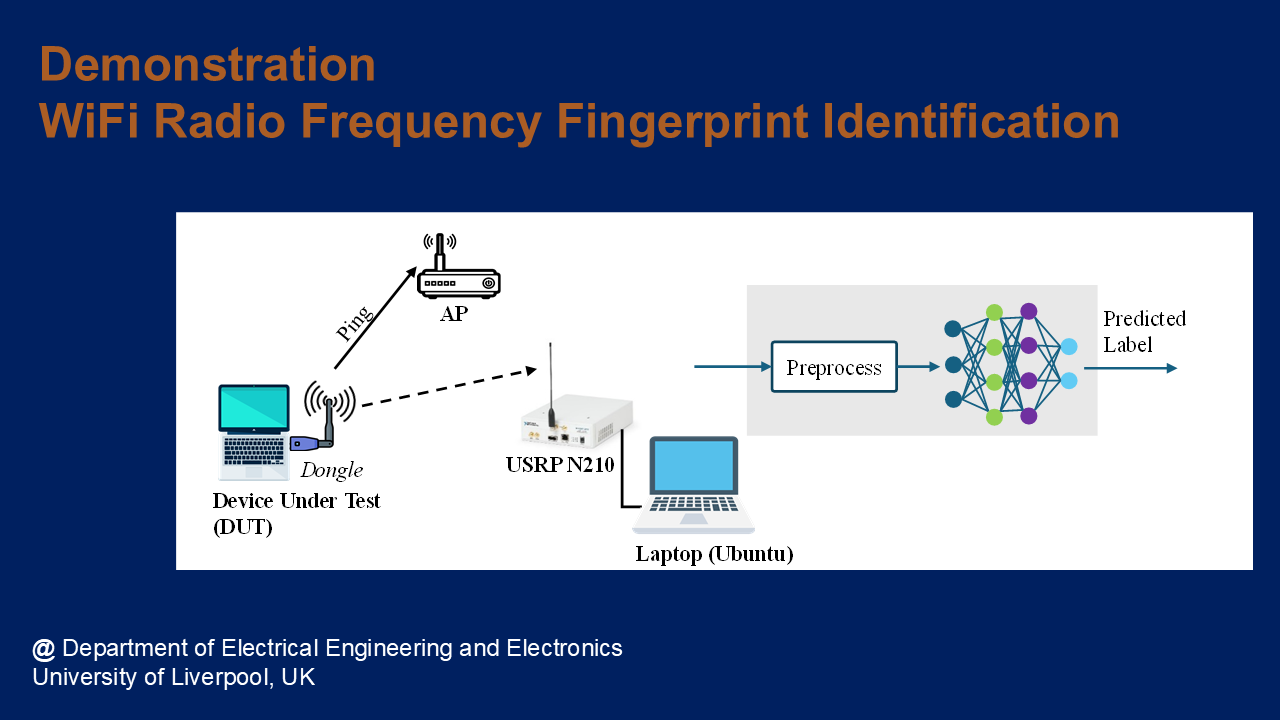 Demonstration
WiFi Radio Frequency Fingerprint Identification
Ping
AP
Dongle
Device Under Test
(DUT)
USRP N210
Laptop (Ubuntu)
Preprocess
Predicted
Label
@ Department of Electrical Engineering and Electronics
University of Liverpool, UK